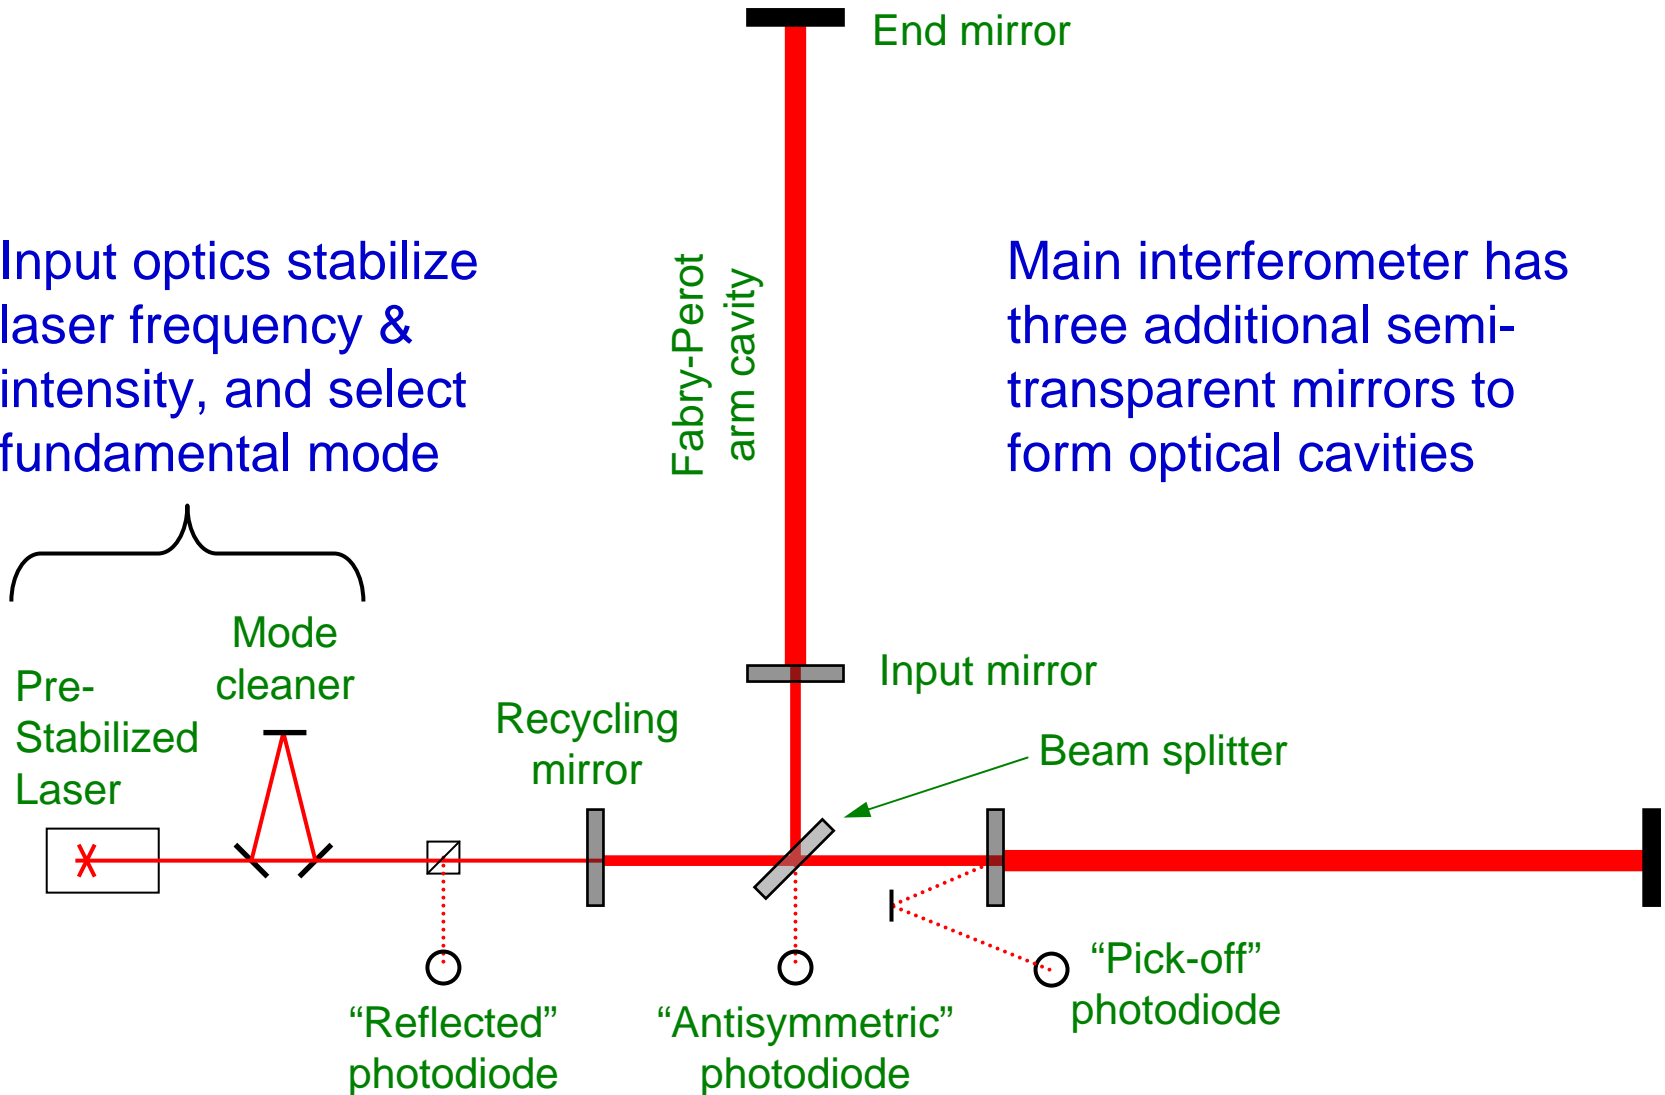 End mirror
Input optics stabilize
laser frequency &
intensity, and select
fundamental mode
Fabry-Perot
arm cavity
Main interferometer has
three additional semi-
transparent mirrors to
form optical cavities
Mode
cleaner
Pre-
Stabilized
Laser
Recycling
mirror
Input mirror
Beam splitter
“Reflected”
photodiode
“Antisymmetric”
photodiode
“Pick-off”
photodiode